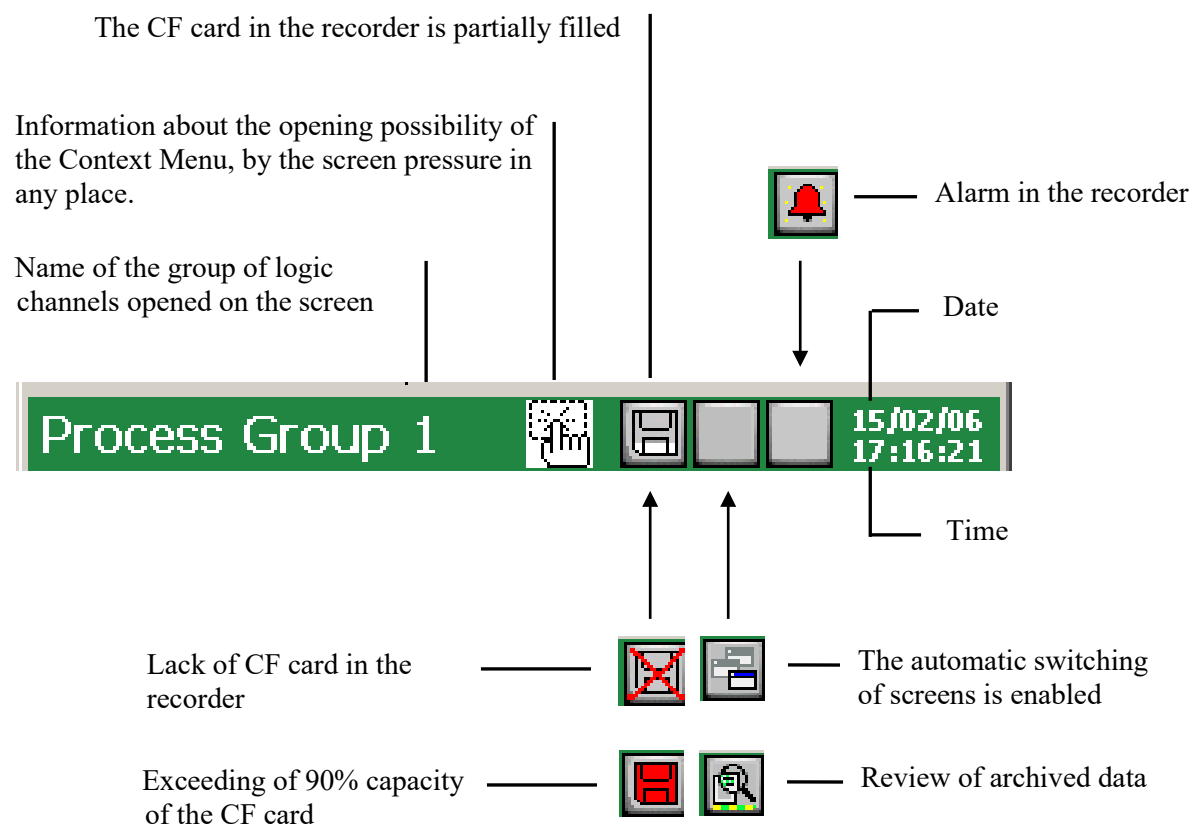 The CF card in the recorder is partially filled
Information about the opening possibility of
the Context Menu, by the screen pressure in
any place.
Alarm in the recorder
Name of the group of logic
channels opened on the screen
Date
Process Group 1
15/02/06
17:16:21
Time
Lack of CF card in the
recorder
The automatic switching
of screens is enabled
Exceeding of 90% capacity
of the CF card
Review of archived data